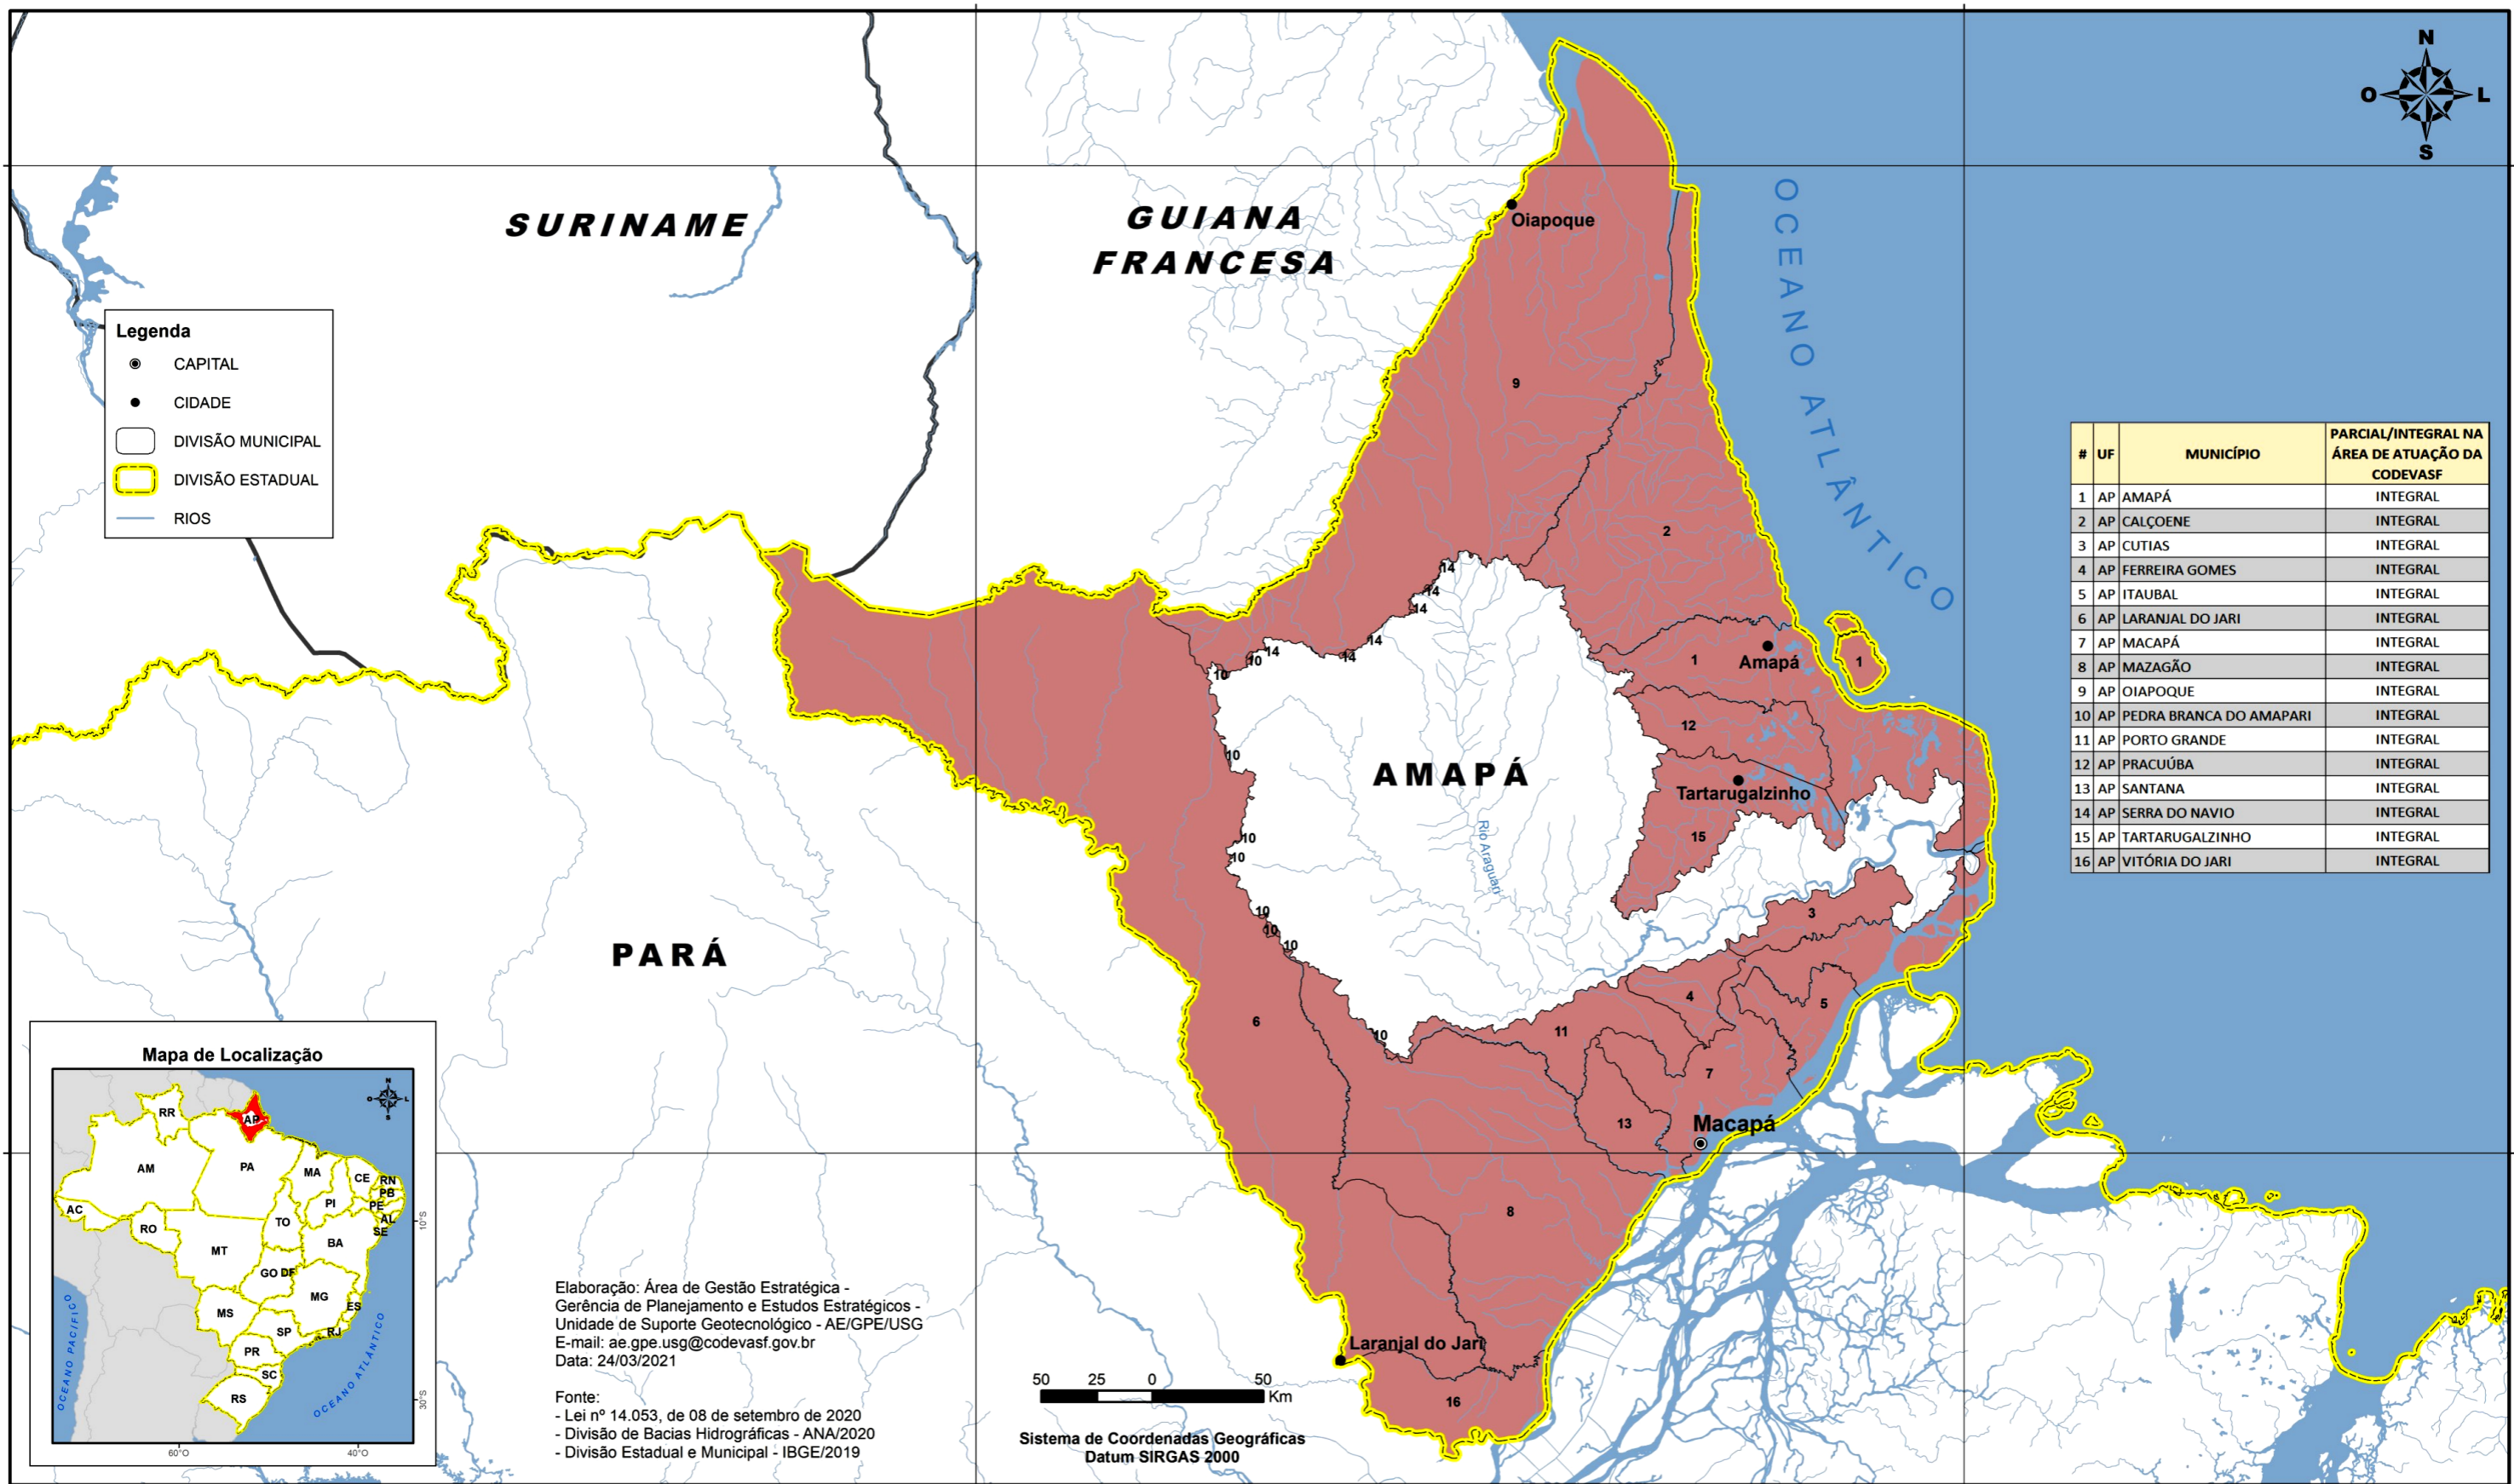 N
O L
S
SURINAME
GUIANA
FRANCESA
Oiapoque
OCEANO ATLÂNTICO
Legenda
CAPITAL
CIDADE
DIVISÃO MUNICIPAL
DIVISÃO ESTADUAL
RIOS
9
2
14
14
14
14
14
14
10
10
1
Amapá
1
12
10
AMAPÁ
Tartarugalzinho
Rio Araguari
15
10
10
10
10
10
3
PARÁ
4
5
6
11
10
7
13
Macapá
8
Laranjal do Jari
16
# UF MUNICÍPIO PARCIAL/INTEGRAL NA ÁREA DE ATUAÇÃO DA CODEVASF
1 AP AMAPÁ INTEGRAL
2 AP CALÇOENE INTEGRAL
3 AP CUTIAS INTEGRAL
4 AP FERREIRA GOMES INTEGRAL
5 AP ITAUBAL INTEGRAL
6 AP LARANJAL DO JARI INTEGRAL
7 AP MACAPÁ INTEGRAL
8 AP MAZAGÃO INTEGRAL
9 AP OIAPOQUE INTEGRAL
10 AP PEDRA BRANCA DO AMAPARI INTEGRAL
11 AP PORTO GRANDE INTEGRAL
12 AP PRACUÚBA INTEGRAL
13 AP SANTANA INTEGRAL
14 AP SERRA DO NAVIO INTEGRAL
15 AP TARTARUGALZINHO INTEGRAL
16 AP VITÓRIA DO JARI INTEGRAL
Mapa de Localização
N
O L
S
RR
AP
AM
PA
MA
CE
RN
PB
PE
AL
SE
PI
AC
RO
TO
BA
MT
GO DF
MG
ES
MS
SP
RJ
PR
SC
RS
OCEANO PACÍFICO
OCEANO ATLÂNTICO
10°S
30°S
60°O
40°O
Elaboração: Área de Gestão Estratégica -
Gerência de Planejamento e Estudos Estratégicos -
Unidade de Suporte Geotecnológico - AE/GPE/USG
E-mail: ae.gpe.usg@codevasf.gov.br
Data: 24/03/2021
Fonte:
- Lei nº 14.053, de 08 de setembro de 2020
- Divisão de Bacias Hidrográficas - ANA/2020
- Divisão Estadual e Municipal - IBGE/2019
50 25 0 50
Km
Sistema de Coordenadas Geográficas
Datum SIRGAS 2000